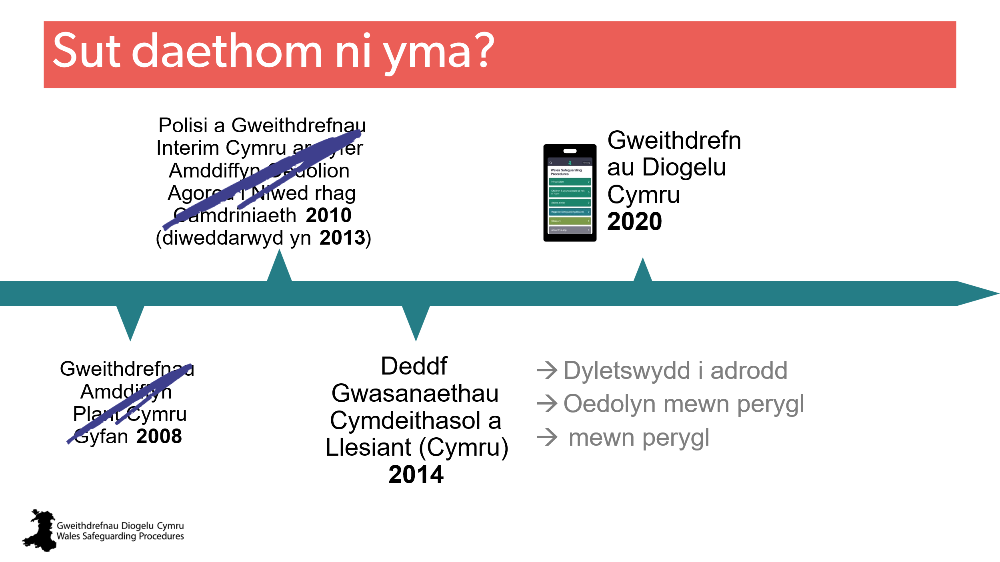 Sut daethom ni yma?
Polisi a Gweithdrefnau
Interim Cymru ar gyfer
Amddiffyn Oedolion
Agored i Niwed rhag
Camdriniaeth 2010
(diweddarwyd yn 2013)
Cymraeg
Wales Safeguarding
Procedures
Introduction
Children & young people at risk
of harm
Adults at risk
Regional Safeguarding Boards
Glossary
About this app
Gweithdrefn
au Diogelu
Cymru
2020
Gweithdrefnau
Amddiffyn
Plant Cymru
Gyfan 2008
Deddf
Gwasanaethau
Cymdeithasol a
Llesiant (Cymru)
2014
→ Dyletswydd i adrodd
→ Oedolyn mewn perygl
→ mewn perygl
Gweithdrefnau Diogelu Cymru
Wales Safeguarding Procedures